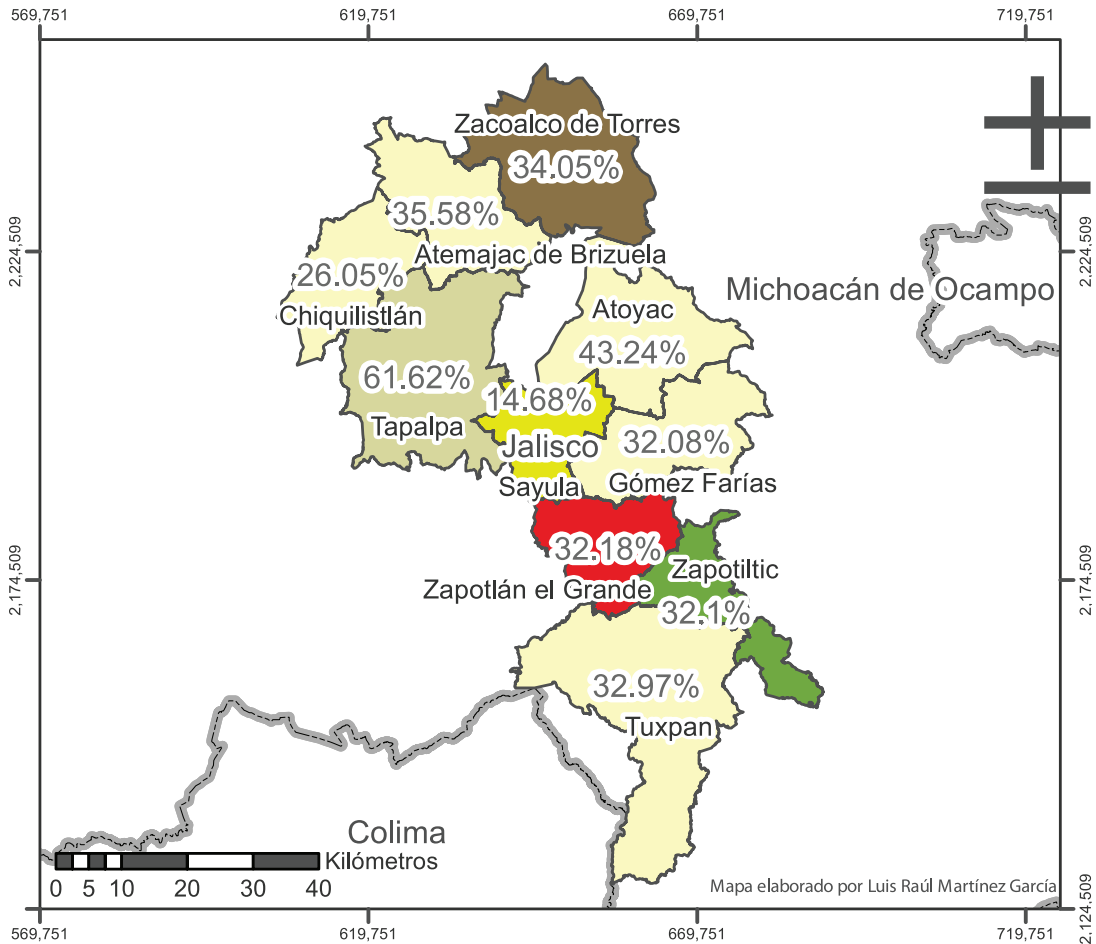 569,751
619,751
669,751
719,751
Zacoalco de Torres
34.05%
35.58%
2,224,509
2,224,509
Atemajac de Brizuela
26.05%
Michoacán de Ocampo
Chiquilistlán
Atoyac
43.24%
61.62%
14.68%
Tapalpa
32.08%
Jalisco
Sayula
Gómez Farías
32.18%
Zapotiltic
2,174,509
2,174,509
Zapotlán el Grande
32.1%
32.97%
Tuxpan
Colima
Kilómetros
0 5 10 20 30 40
Mapa elaborado por Luis Raúl Martínez García
2,124,509
569,751
619,751
669,751
719,751